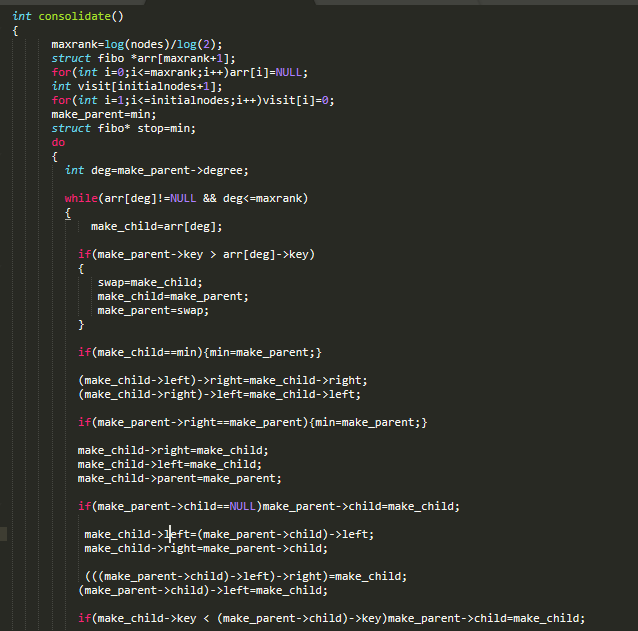 int consolidate()
{
maxrank=log(nodes)/log(2);
struct fibo *arr[maxrank+1];
for(int i=0;i<=maxrank;i++)arr[i]=NULL;
int visit[initialnodes+1];
for(int i=1;i<=initialnodes;i++)visit[i]=0;
make_parent=min;
struct fibo* stop=min;
do
{
int deg=make_parent->degree;
while(arr[deg]!=NULL && deg<=maxrank)
{
make_child=arr[deg];
if(make_parent->key > arr[deg]->key)
{
swap=make_child;
make_child=make_parent;
make_parent=swap;
}
if(make_child==min){min=make_parent;}
(make_child->left)->right=make_child->right;
(make_child->right)->left=make_child->left;
if(make_parent->right==make_parent){min=make_parent;}
make_child->right=make_child;
make_child->left=make_child;
make_child->parent=make_parent;
if(make_parent->child==NULL)make_parent->child=make_child;
make_child->left=(make_parent->child)->left;
make_child->right=make_parent->child;
(((make_parent->child)->left)->right)=make_child;
(make_parent->child)->left=make_child;
if(make_child->key < (make_parent->child)->key)make_parent->child=make_child;